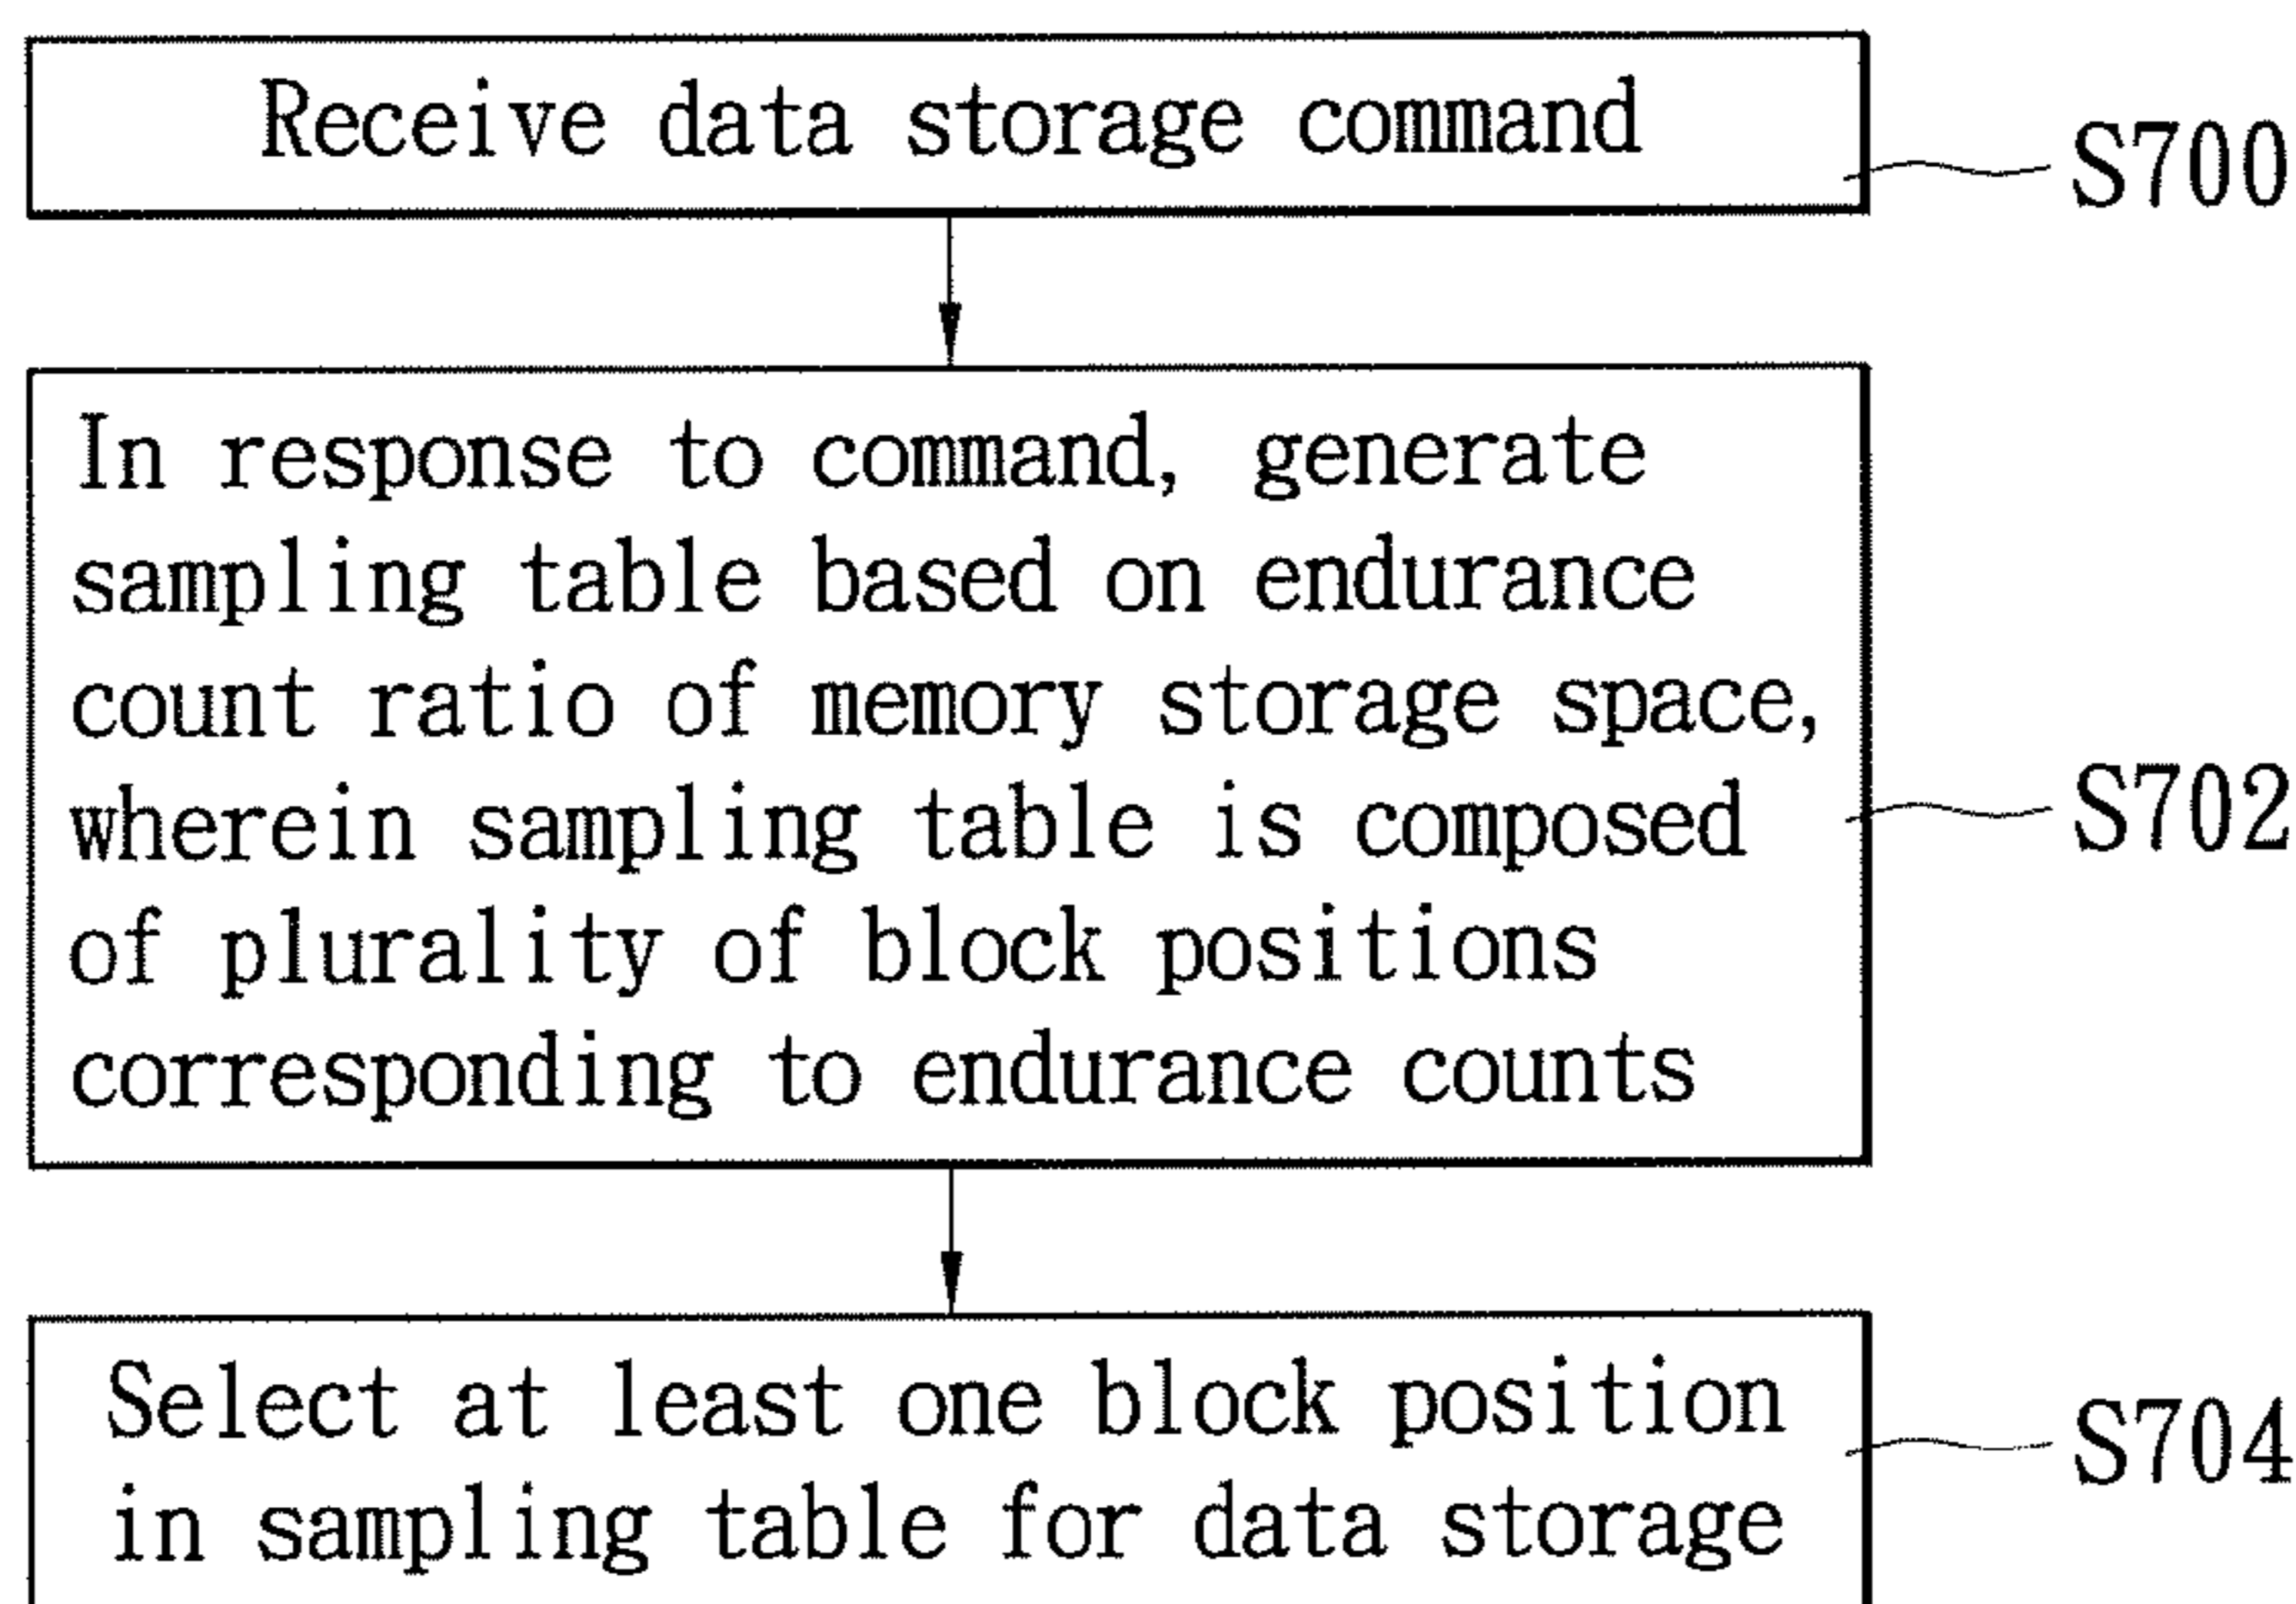 Receive data storage command
S700
In response to command, generate
sampling table based on endurance
count ratio of memory storage space,
wherein sampling table is composed
of plurality of block positions
corresponding to endurance counts
S702
Select at least one block position
in sampling table for data storage
S704